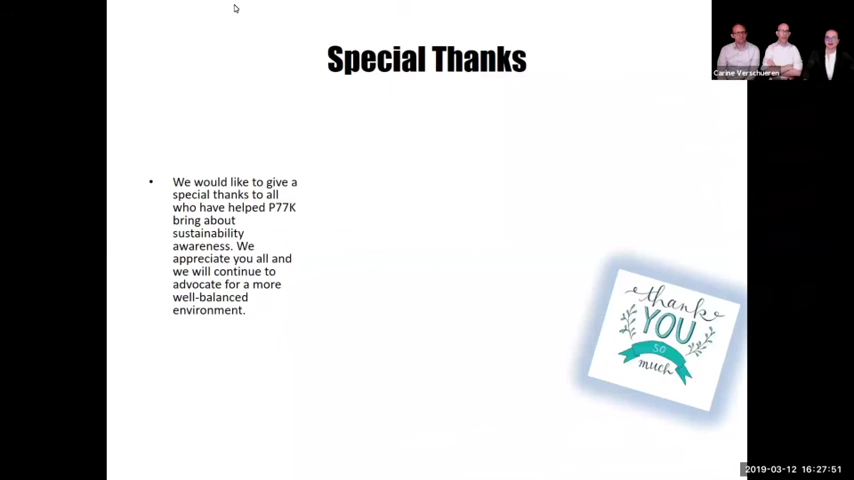 Special Thanks
Carine Verschueren
• We would like to give a
special thanks to all
who have helped P77K
bring about
sustainability
awareness. We
appreciate you all and
we will continue to
advocate for a more
well-balanced
environment.
thank
YOU
SO
much
2019-03-12 16:27:51